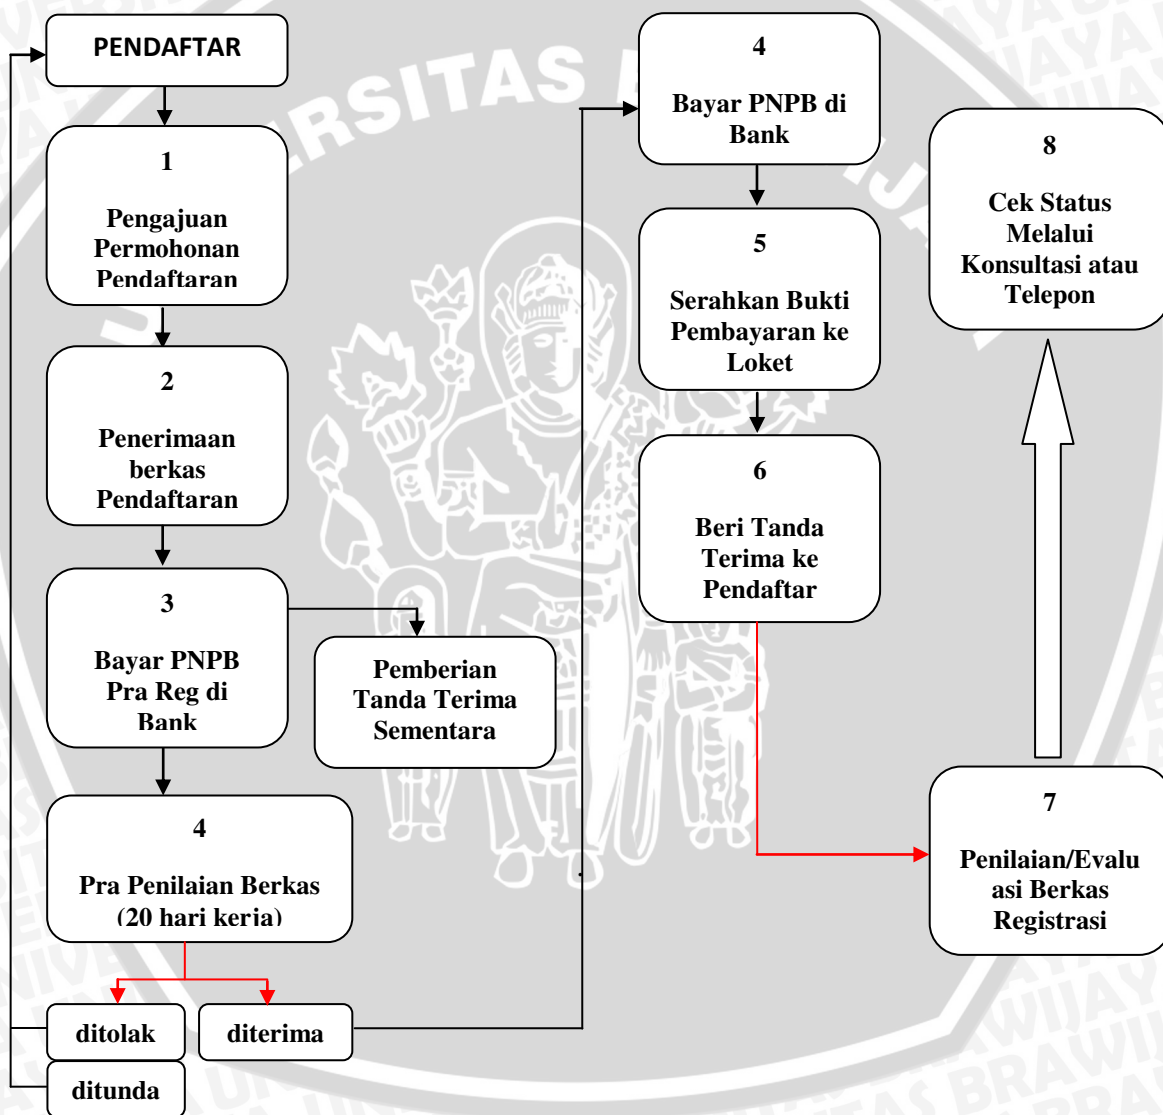 PENDAFTAR
1
Pengajuan
Permohonan
Pendaftaran
2
Penerimaan
berkas
Pendaftaran
3
Bayar PNPB
Pra Reg di
Bank
Pemberian
Tanda Terima
Sementara
4
Pra Penilaian Berkas
(20 hari kerja)
ditolak
diterima
ditunda
4
Bayar PNPB di
Bank
5
Serahkan Bukti
Pembayaran ke
Loket
6
Beri Tanda
Terima ke
Pendaftar
7
Penilaian/Evalu
asi Berkas
Registrasi
8
Cek Status
Melalui
Konsultasi atau
Telepon